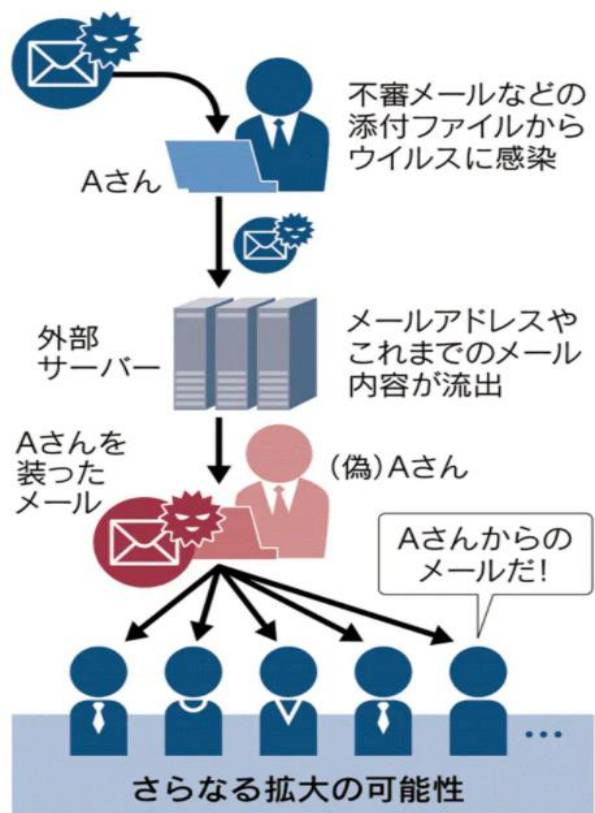 不審メールなどの
添付ファイルから
ウイルスに感染
Aさん
外部
サーバー
メールアドレスや
これまでのメール
内容が流出
Aさんを
装った
メール
(偽)Aさん
Aさんからの
メールだ!
…
さらなる拡大の可能性